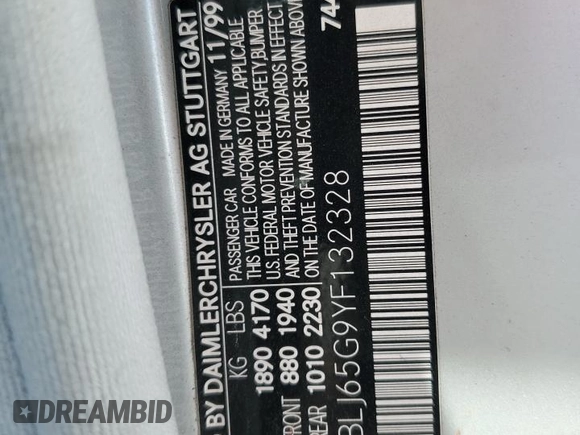 BY DAIMLERCHRYSLER AG STUTTGART
KG LBS PASSENGER CAR MADE IN GERMANY 11/99
1890 4170 THIS VEHICLE CONFORMS TO ALL APPLICABLE
U.S. FEDERAL MOTOR VEHICLE SAFETY, BUMPER
FRONT 880 1940 AND THEFT PREVENTION STANDARDS IN EFFECT
REAR 1010 2230 ON THE DATE OF MANUFACTURE SHOWN ABOVE
LJ65G9YF132328
74
DREAMBID